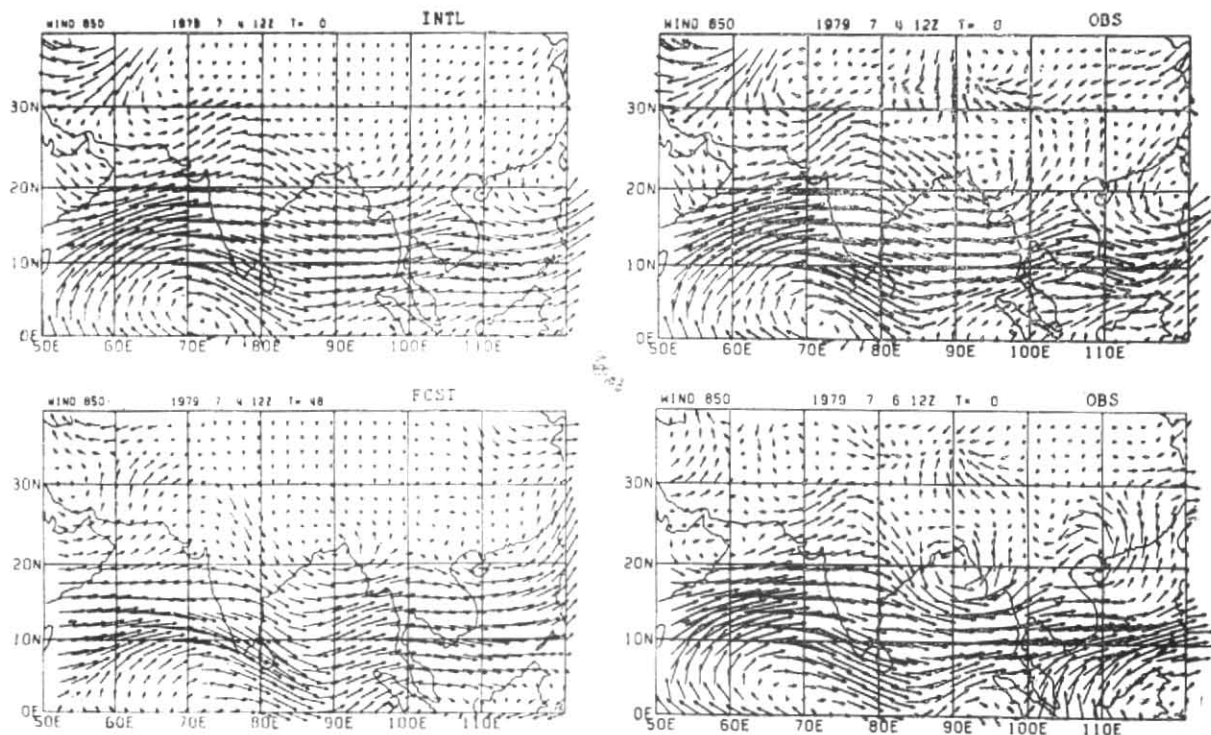 WIND 850 1979 7 4 12Z T= 0 INTL
30N
20N
10N
0E
50E 60E 70E 80E 90E 100E 110E
WIND 850 1979 7 4 12Z T= 0 OBS
30N
20N
10N
0E
50E 60E 70E 80E 90E 100E 110E
WIND 850 1979 7 4 12Z T= 48 FCST
30N
20N
10N
0E
50E 60E 70E 80E 90E 100E 110E
WIND 850 1979 7 6 12Z T= 0 OBS
30N
20N
10N
0E
50E 60E 70E 80E 90E 100E 110E